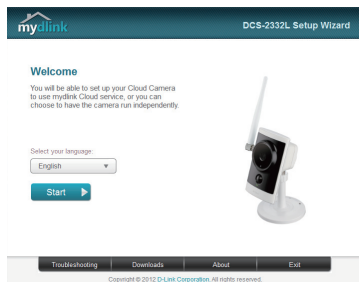 mydlink
DCS-2332L Setup Wizard
Welcome
You will be able to set up your Cloud Camera
to use mydlink Cloud service, or you can
choose to have the camera run independently.
Select your language:
English
Start
Troubleshooting Downloads About Exit
Copyright © 2012 D-Link Corporation. All rights reserved.